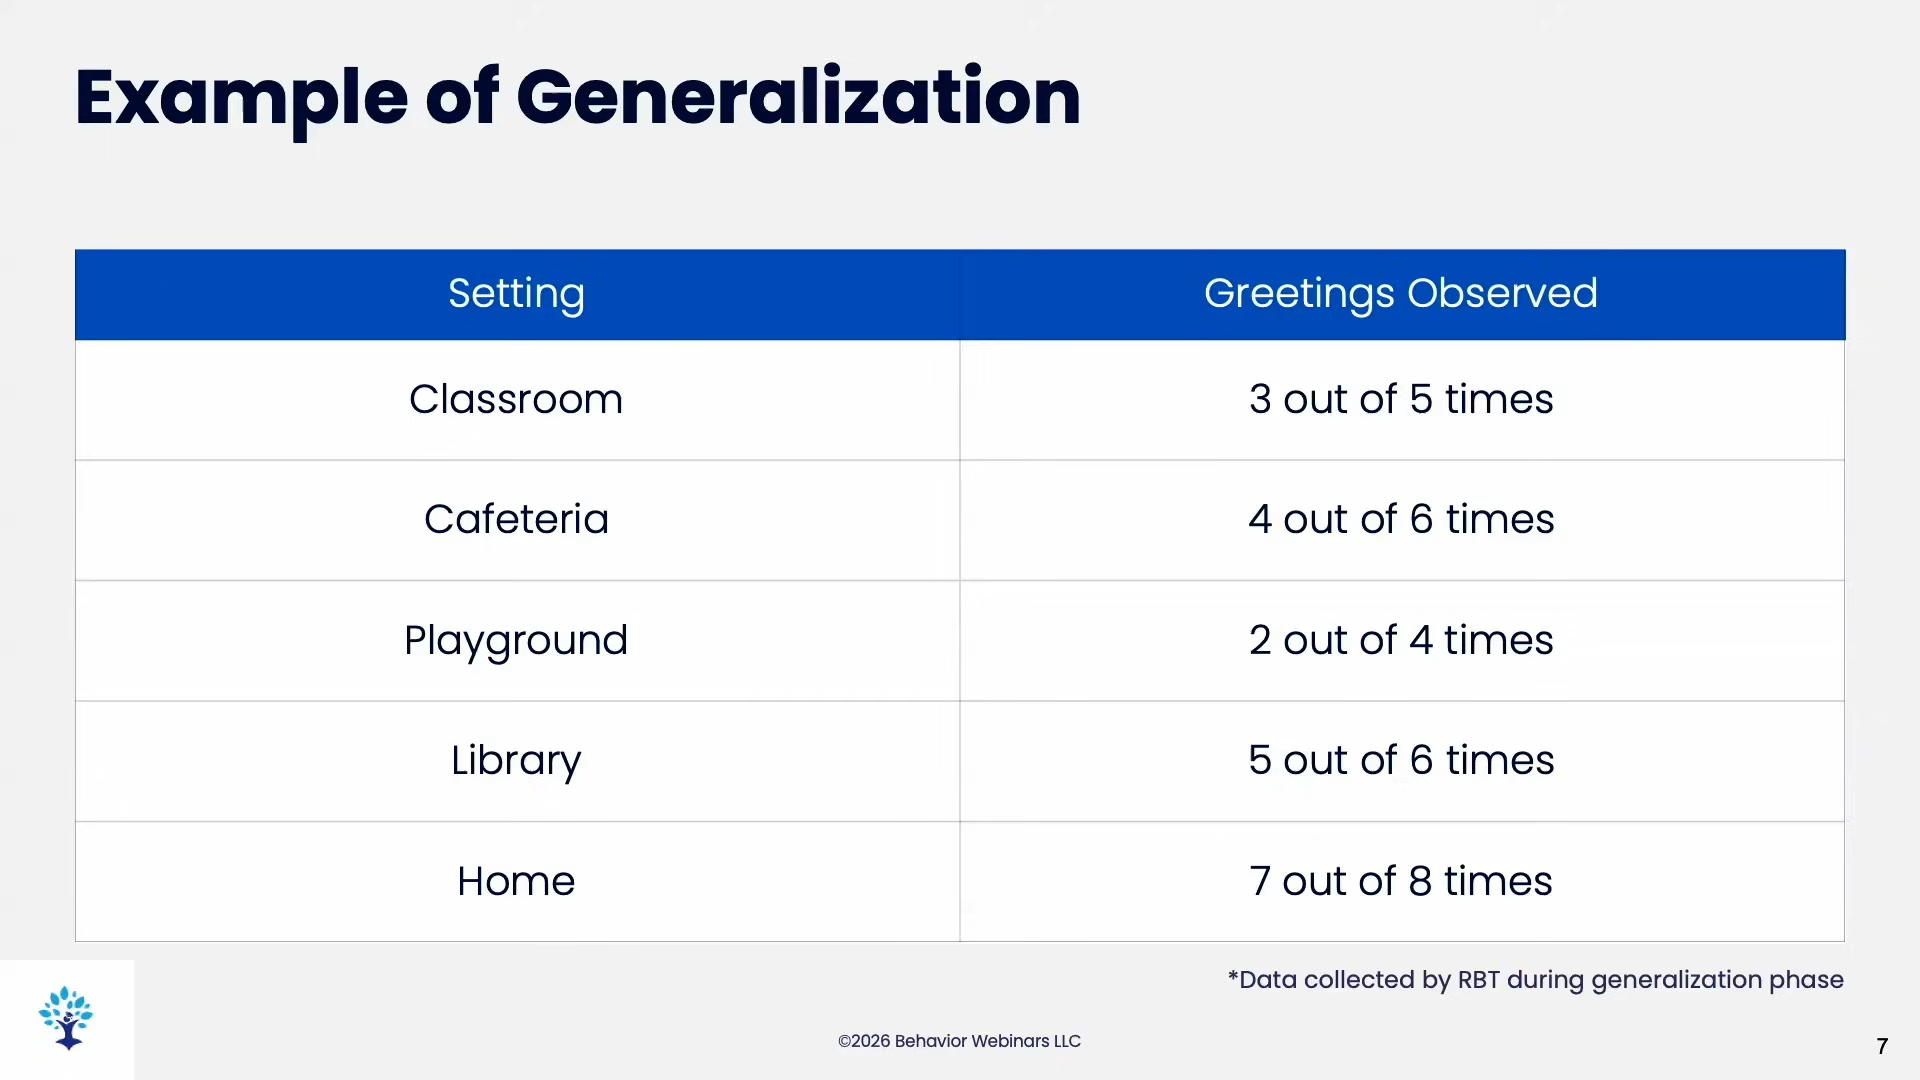 Example of Generalization
Setting
Greetings Observed
Classroom
3 out of 5 times
Cafeteria
4 out of 6 times
Playground
2 out of 4 times
Library
5 out of 6 times
Home
7 out of 8 times
*Data collected by RBT during generalization phase
©2026 Behavior Webinars LLC
7